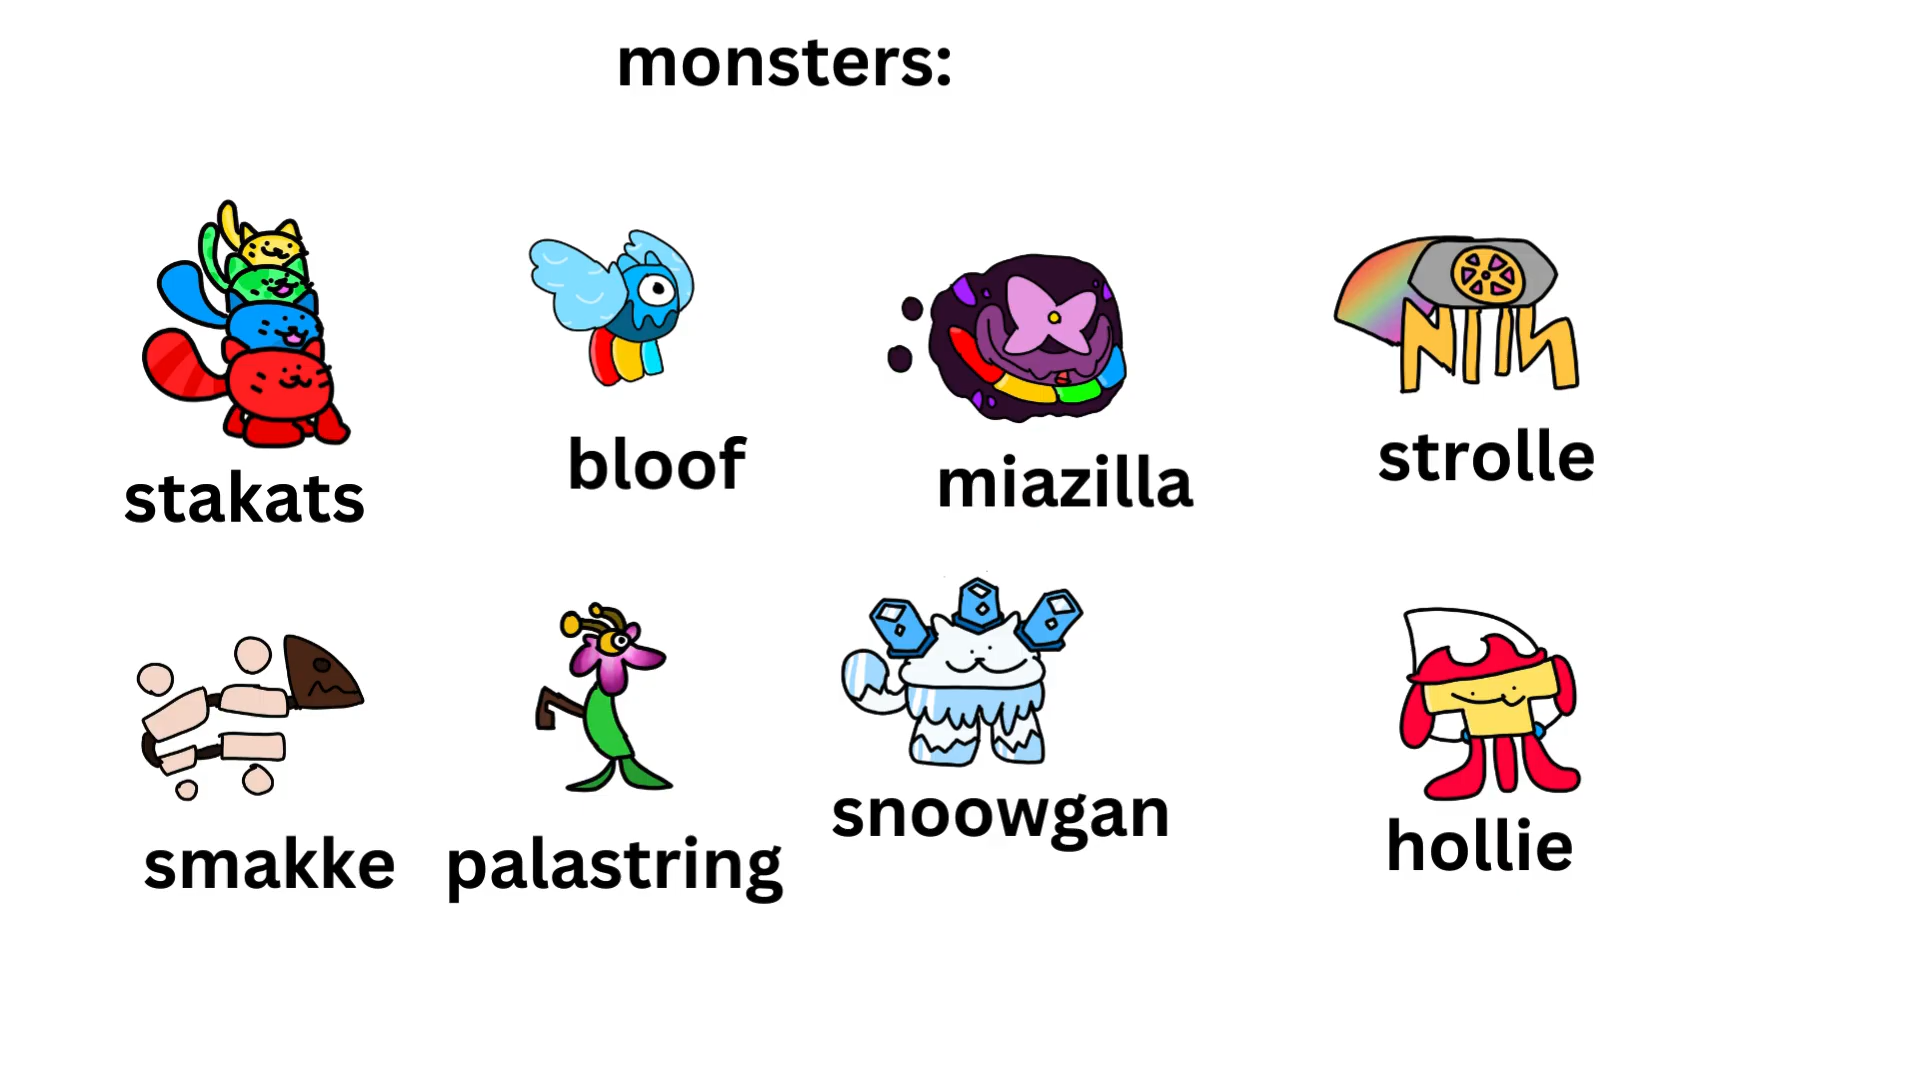 monsters:
stakats
bloof
miazilla
strolle
smakke
palastring
snoowgan
hollie